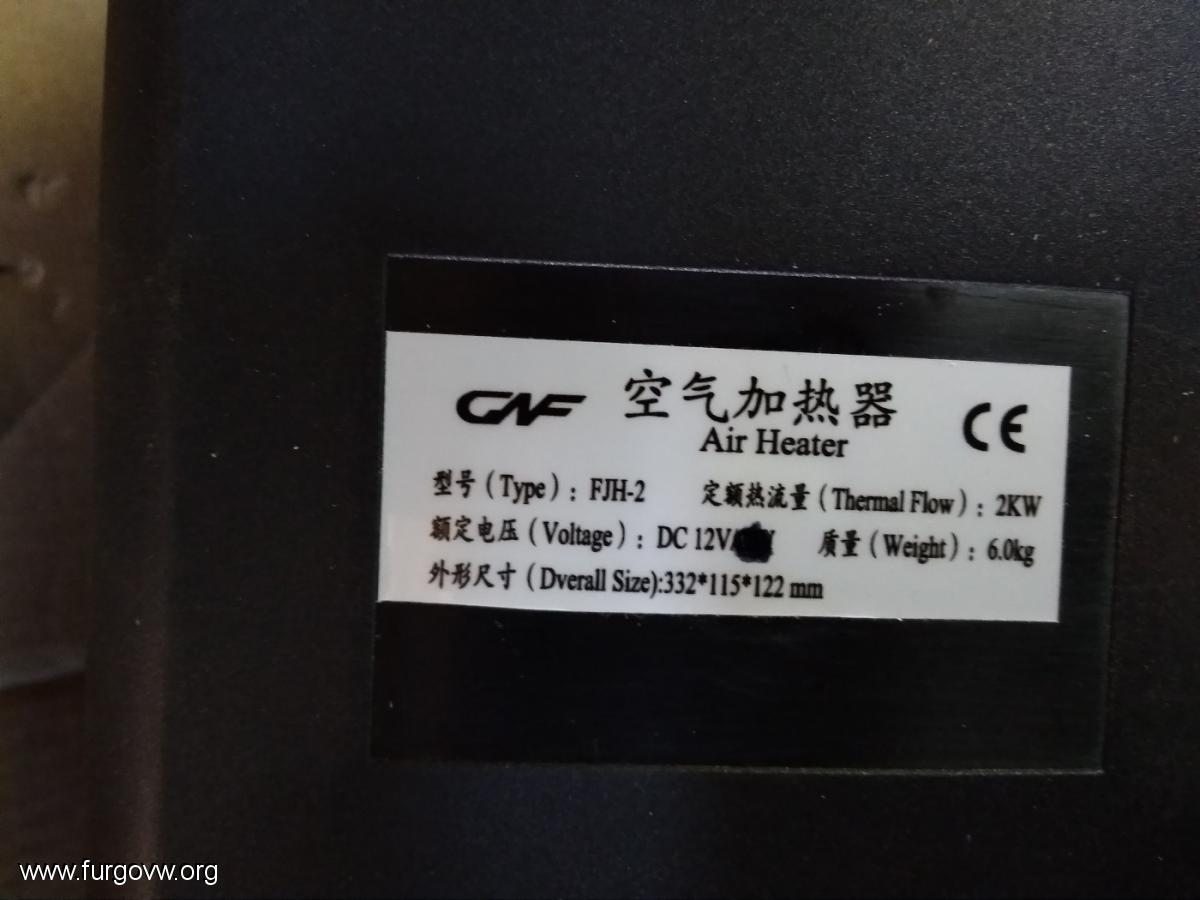 GNF 空气加热器 CE
Air Heater
型号（Type）：FJH-2 定额热流量（Thermal Flow）：2KW
额定电压（Voltage）：DC 12V/ 质量（Weight）：6.0kg
外形尺寸（Dverall Size):332*115*122 mm
www.furgovw.org